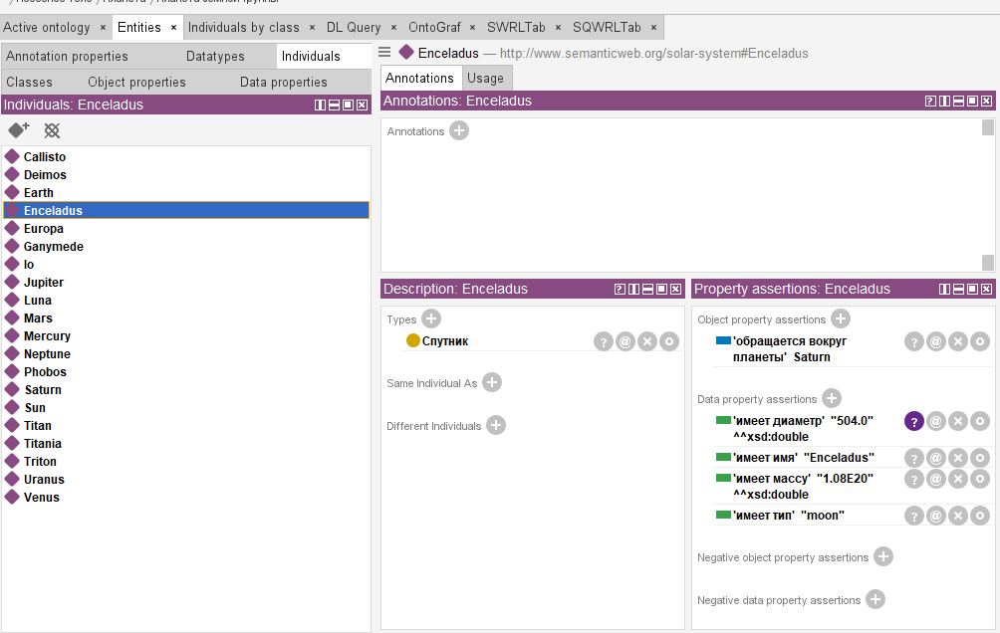 Active ontology × Entities × Individuals by class × DL Query × OntoGraf × SWRLTab × SQWRLTab ×
Annotation properties Datatypes Individuals
Classes Object properties Data properties
Individuals: Enceladus
Callisto
Deimos
Earth
Enceladus
Europa
Ganymede
Io
Jupiter
Luna
Mars
Mercury
Neptune
Phobos
Saturn
Sun
Titan
Titania
Triton
Uranus
Venus
Enceladus — http://www.semanticweb.org/solar-system#Enceladus
Annotations Usage
Annotations: Enceladus
Annotations
Description: Enceladus
Types
Спутник
Same Individual As
Different Individuals
Property assertions: Enceladus
Object property assertions
'обращается вокруг
планеты' Saturn
Data property assertions
'имеет диаметр' "504.0"
^^xsd:double
'имеет имя' "Enceladus"
'имеет массу' "1.08E20"
^^xsd:double
'имеет тип' "moon"
Negative object property assertions
Negative data property assertions